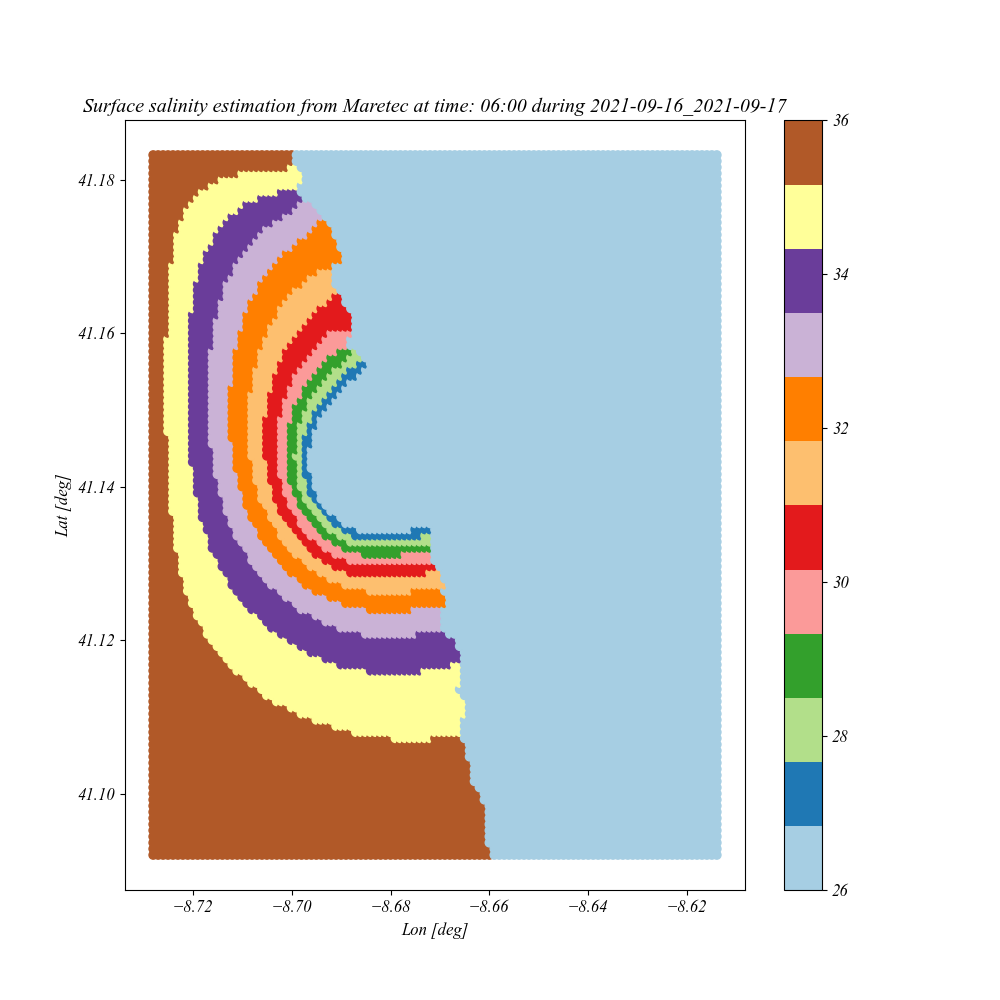 Surface salinity estimation from Maretec at time: 06:00 during 2021-09-16_2021-09-17
41.18
41.16
41.14
41.12
41.10
Lat [deg]
−8.72 −8.70 −8.68 −8.66 −8.64 −8.62
Lon [deg]
36
34
32
30
28
26